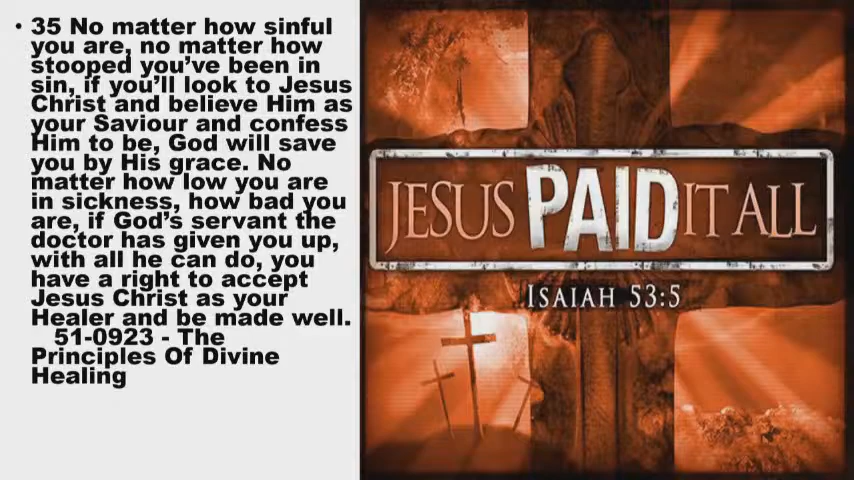 • 35 No matter how sinful
you are, no matter how
stooped you've been in
sin, if you'll look to Jesus
Christ and believe Him as
your Saviour and confess
Him to be, God will save
you by His grace. No
matter how low you are
in sickness, how bad you
are, if God's servant the
doctor has given you up,
with all he can do, you
have a right to accept
Jesus Christ as your
Healer and be made well.
51-0923 - The
Principles Of Divine
Healing
JESUS PAID IT ALL
ISAIAH 53:5